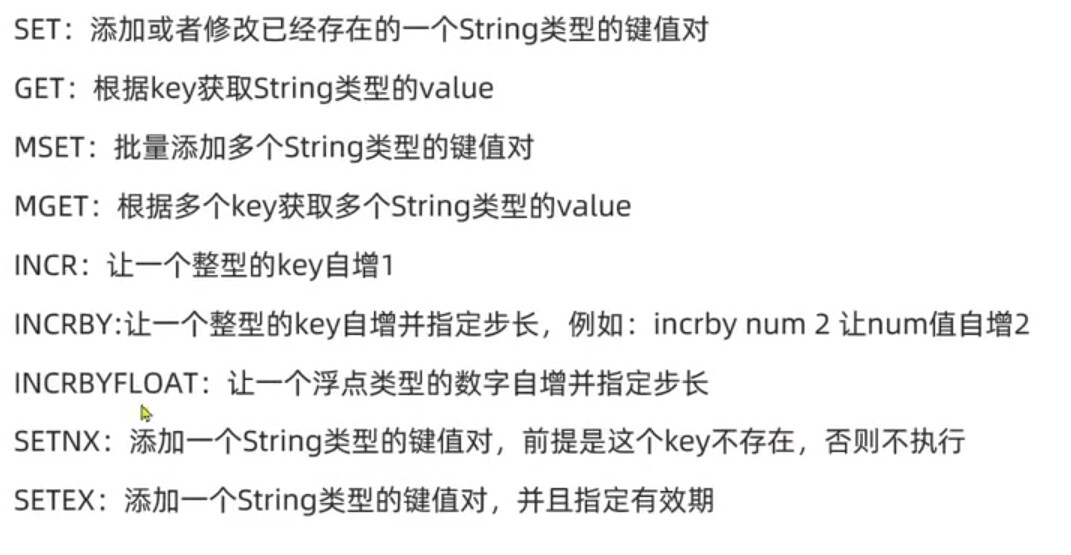 SET：添加或者修改已经存在的一个String类型的键值对
GET：根据key获取String类型的value
MSET：批量添加多个String类型的键值对
MGET：根据多个key获取多个String类型的value
INCR：让一个整型的key自增1
INCRBY:让一个整型的key自增并指定步长，例如：incrby num 2 让num值自增2
INCRBYFLOAT：让一个浮点类型的数字自增并指定步长
SETNX：添加一个String类型的键值对，前提是这个key不存在，否则不执行
SETEX：添加一个String类型的键值对，并且指定有效期